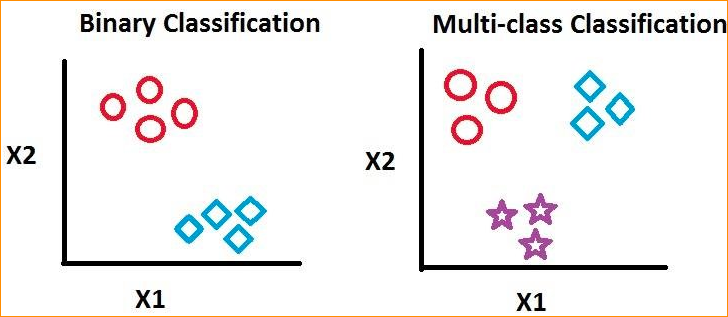 Binary Classification
X2
X1
Multi-class Classification
X2
X1